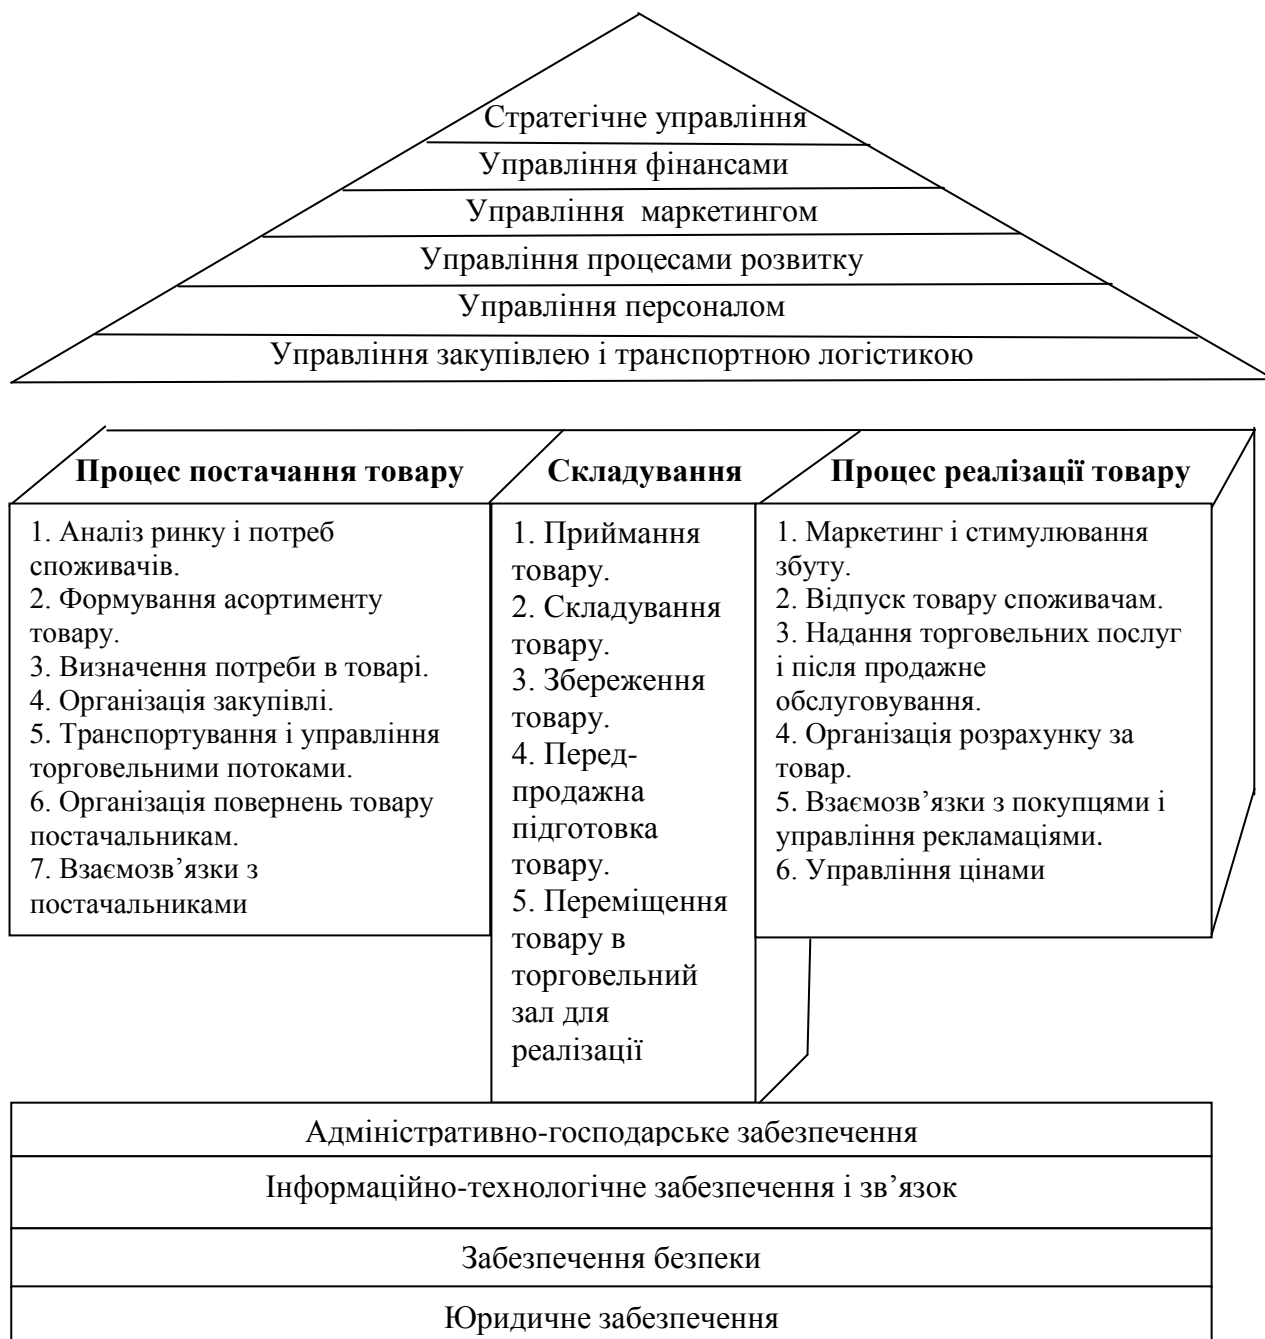 Стратегічне управління
Управління фінансами
Управління маркетингом
Управління процесами розвитку
Управління персоналом
Управління закупівлею і транспортною логістикою
Процес постачання товару
1. Аналіз ринку і потреб
споживачів.
2. Формування асортименту
товару.
3. Визначення потреби в товарі.
4. Організація закупівлі.
5. Транспортування і управління
торговельними потоками.
6. Організація повернень товару
постачальникам.
7. Взаємозв’язки з
постачальниками
Складування
1. Приймання
товару.
2. Складування
товару.
3. Збереження
товару.
4. Перед-
продажна
підготовка
товару.
5. Переміщення
товару в
торговельний
зал для
реалізації
Процес реалізації товару
1. Маркетинг і стимулювання
збуту.
2. Відпуск товару споживачам.
3. Надання торговельних послуг
і після продажне
обслуговування.
4. Організація розрахунку за
товар.
5. Взаємозв’язки з покупцями і
управління рекламаціями.
6. Управління цінами
Адміністративно-господарське забезпечення
Інформаційно-технологічне забезпечення і зв’язок
Забезпечення безпеки
Юридичне забезпечення